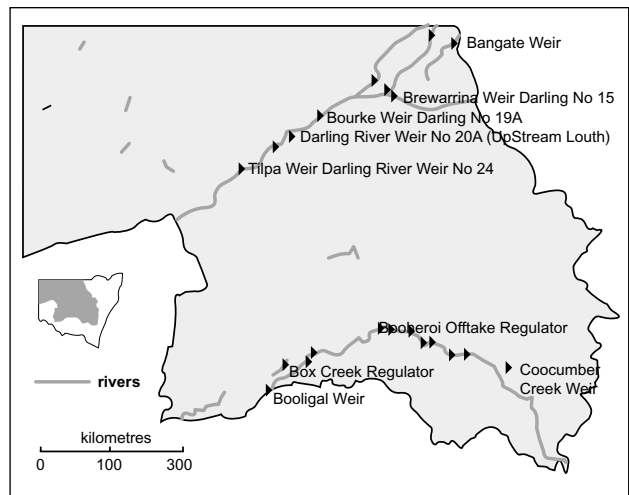 Bangate Weir
Brewarrina Weir Darling No 15
Bourke Weir Darling No 19A
Darling River Weir No 20A (UpStream Louth)
Tilpa Weir Darling River Weir No 24
Booberoi Offtake Regulator
Box Creek Regulator
Coocumber
Creek Weir
Booligal Weir
rivers
kilometres
0 100 300